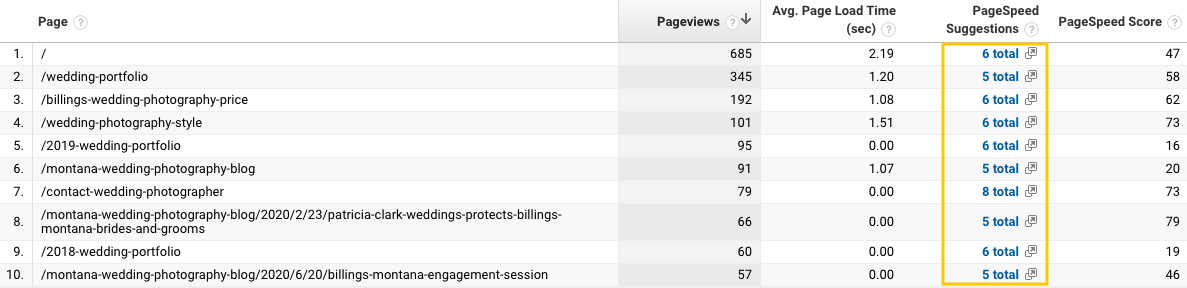 Page ? Pageviews ? Avg. Page Load Time (sec) ? PageSpeed Suggestions ? PageSpeed Score ?
1. / 685 2.19 6 total 47
2. /wedding-portfolio 345 1.20 5 total 58
3. /billings-wedding-photography-price 192 1.08 6 total 62
4. /wedding-photography-style 101 1.51 6 total 73
5. /2019-wedding-portfolio 95 0.00 6 total 16
6. /montana-wedding-photography-blog 91 1.07 5 total 20
7. /contact-wedding-photographer 79 0.00 8 total 73
8. /montana-wedding-photography-blog/2020/2/23/patricia-clark-weddings-protects-billings-
montana-brides-and-grooms 66 0.00 5 total 79
9. /2018-wedding-portfolio 60 0.00 6 total 19
10. /montana-wedding-photography-blog/2020/6/20/billings-montana-engagement-session 57 0.00 5 total 46